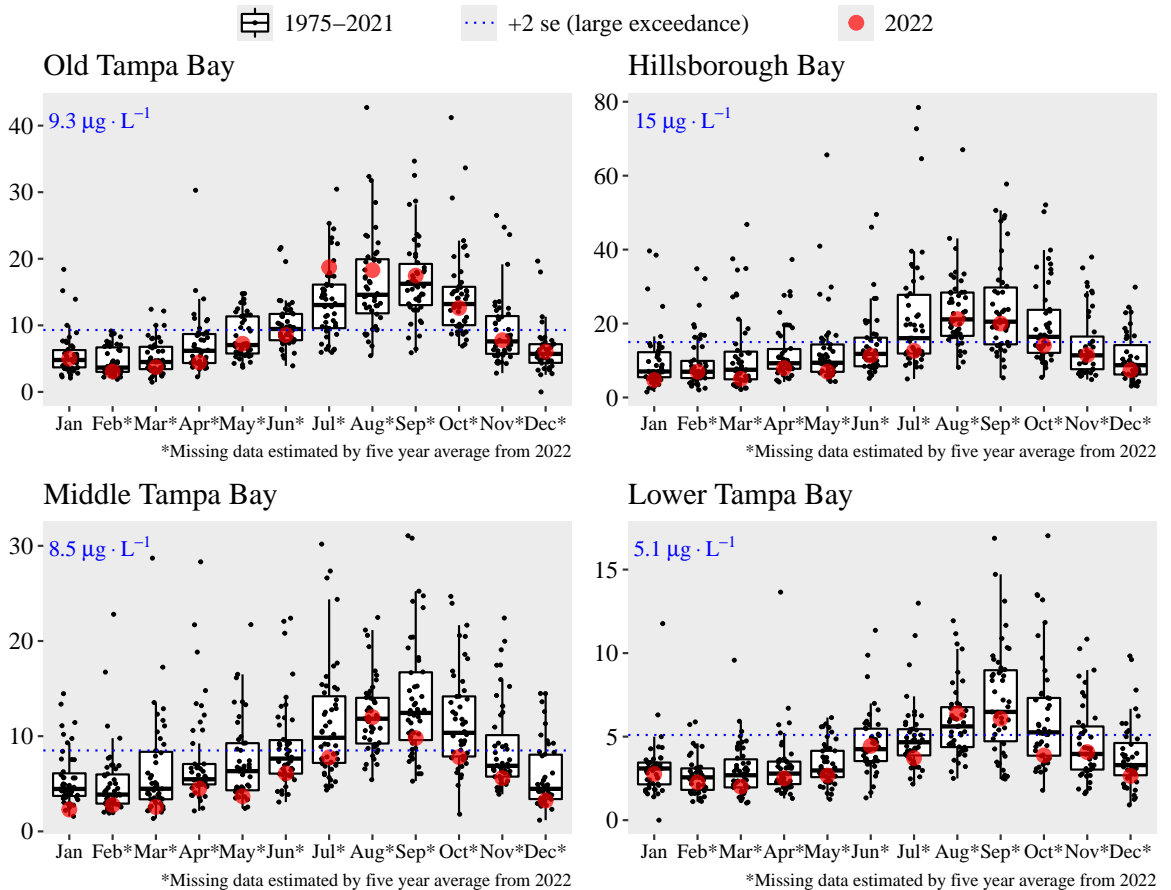 1975–2021 +2 se (large exceedance) 2022
Old Tampa Bay
9.3 μg · L⁻¹
40
30
20
10
0
Jan Feb* Mar* Apr* May* Jun* Jul* Aug* Sep* Oct* Nov* Dec*
*Missing data estimated by five year average from 2022
Hillsborough Bay
15 μg · L⁻¹
80
60
40
20
0
Jan Feb* Mar* Apr* May* Jun* Jul* Aug* Sep* Oct* Nov* Dec*
*Missing data estimated by five year average from 2022
Middle Tampa Bay
8.5 μg · L⁻¹
30
20
10
0
Jan Feb* Mar* Apr* May* Jun* Jul* Aug* Sep* Oct* Nov* Dec*
*Missing data estimated by five year average from 2022
Lower Tampa Bay
5.1 μg · L⁻¹
15
10
5
0
Jan Feb* Mar* Apr* May* Jun* Jul* Aug* Sep* Oct* Nov* Dec*
*Missing data estimated by five year average from 2022